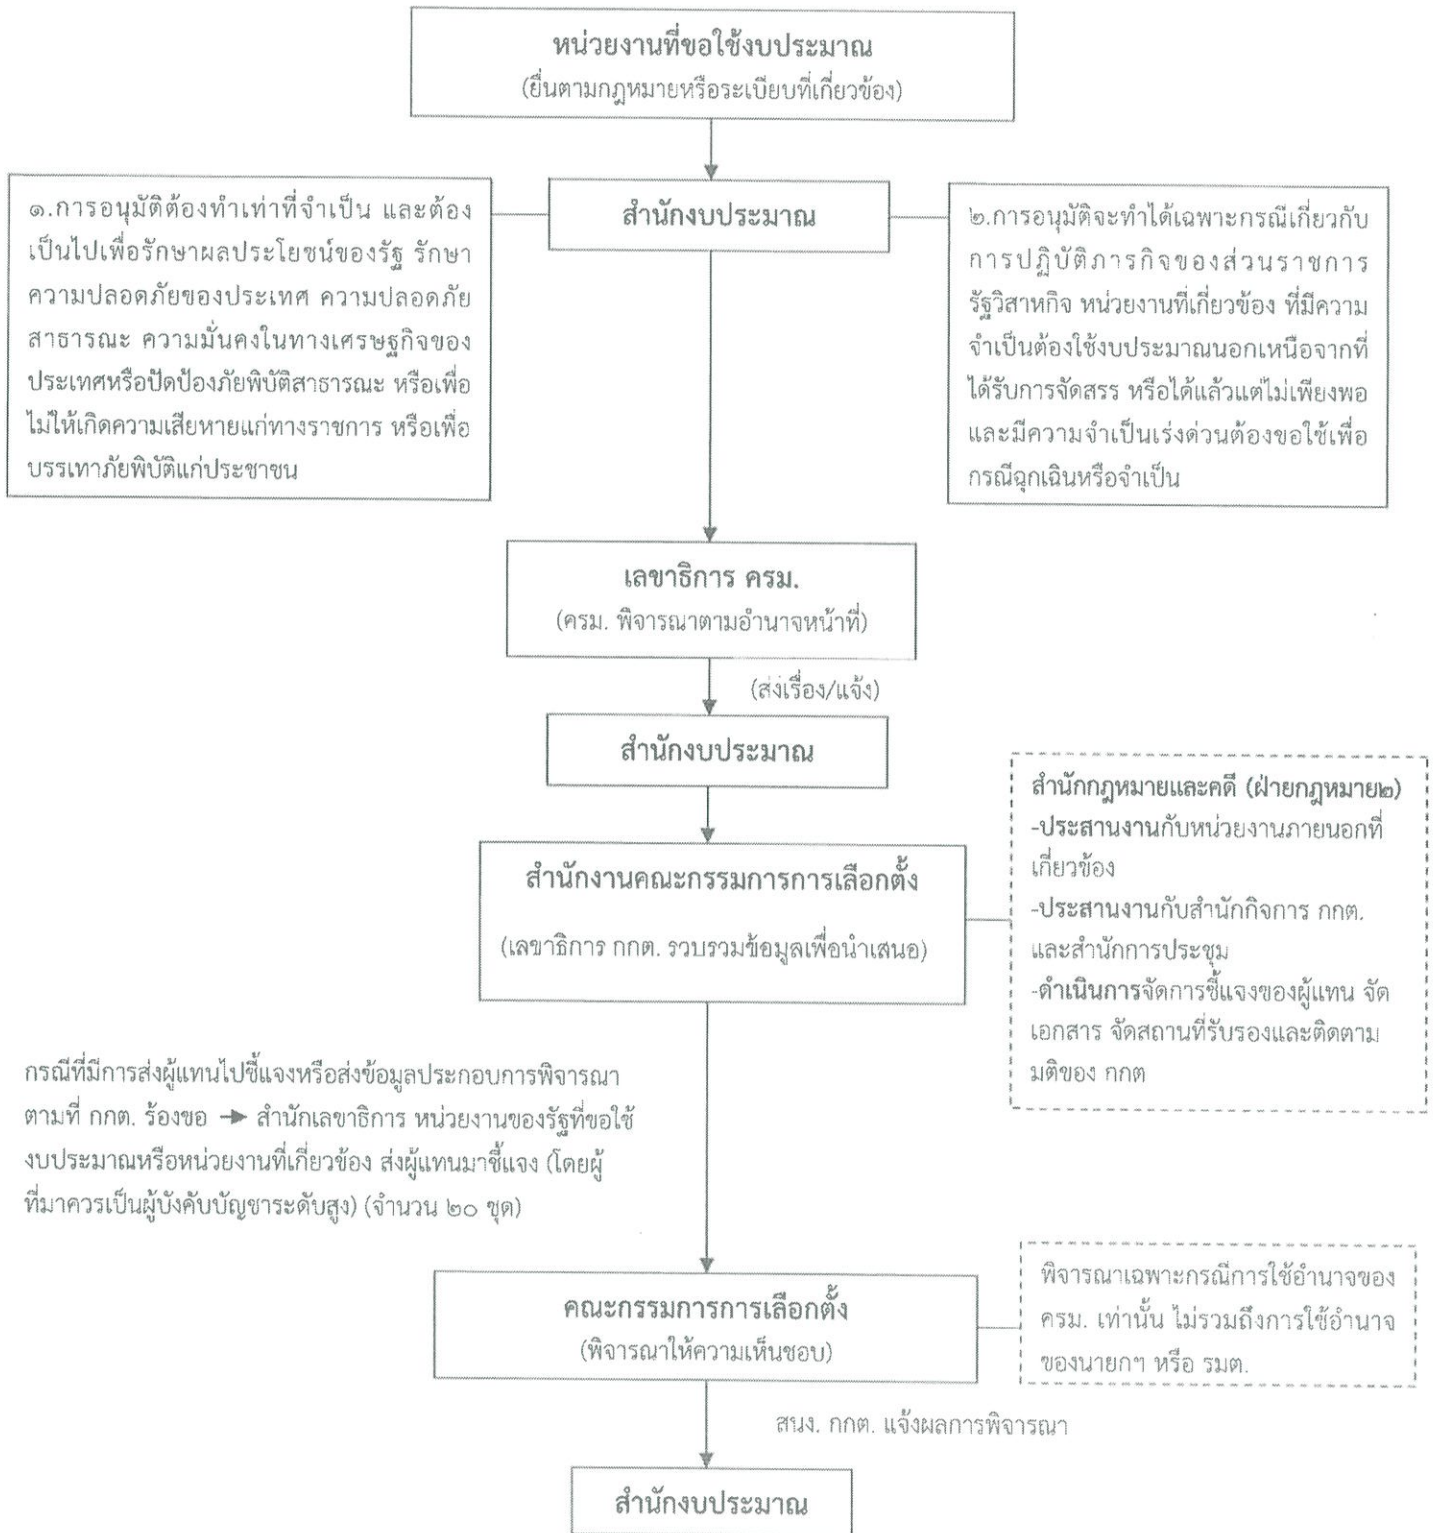 หน่วยงานที่ขอใช้งบประมาณ
(ยื่นตามกฎหมายหรือระเบียบที่เกี่ยวข้อง)
สำนักงบประมาณ
๑.การอนุมัติต้องทำเท่าที่จำเป็น และต้อง
เป็นไปเพื่อรักษาผลประโยชน์ของรัฐ รักษา
ความปลอดภัยของประเทศ ความปลอดภัย
สาธารณะ ความมั่นคงในทางเศรษฐกิจของ
ประเทศหรือปัดป้องภัยพิบัติสาธารณะ หรือเพื่อ
ไม่ให้เกิดความเสียหายแก่ทางราชการ หรือเพื่อ
บรรเทาภัยพิบัติแก่ประชาชน
๒.การอนุมัติจะทำได้เฉพาะกรณีเกี่ยวกับ
การปฏิบัติภารกิจของส่วนราชการ
รัฐวิสาหกิจ หน่วยงานที่เกี่ยวข้อง ที่มีความ
จำเป็นต้องใช้งบประมาณนอกเหนือจากที่
ได้รับการจัดสรร หรือได้แล้วแต่ไม่เพียงพอ
และมีความจำเป็นเร่งด่วนต้องขอใช้เพื่อ
กรณีฉุกเฉินหรือจำเป็น
เลขาธิการ ครม.
(ครม. พิจารณาตามอำนาจหน้าที่)
(ส่งเรื่อง/แจ้ง)
สำนักงบประมาณ
สำนักงานคณะกรรมการการเลือกตั้ง
(เลขาธิการ กกต. รวบรวมข้อมูลเพื่อนำเสนอ)
สำนักกฎหมายและคดี (ฝ่ายกฎหมาย๒)
-ประสานงานกับหน่วยงานภายนอกที่
เกี่ยวข้อง
-ประสานงานกับสำนักกิจการ กกต.
และสำนักการประชุม
-ดำเนินการจัดการชี้แจงของผู้แทน จัด
เอกสาร จัดสถานที่รับรองและติดตาม
มติของ กกต
กรณีที่มีการส่งผู้แทนไปชี้แจงหรือส่งข้อมูลประกอบการพิจารณา
ตามที่ กกต. ร้องขอ → สำนักเลขาธิการ หน่วยงานของรัฐที่ขอใช้
งบประมาณหรือหน่วยงานที่เกี่ยวข้อง ส่งผู้แทนมาชี้แจง (โดยผู้
ที่มาควรเป็นผู้บังคับบัญชาระดับสูง) (จำนวน ๒๐ ชุด)
คณะกรรมการการเลือกตั้ง
(พิจารณาให้ความเห็นชอบ)
พิจารณาเฉพาะกรณีการใช้อำนาจของ
ครม. เท่านั้น ไม่รวมถึงการใช้อำนาจ
ของนายกฯ หรือ รมต.
สนง. กกต. แจ้งผลการพิจารณา
สำนักงบประมาณ